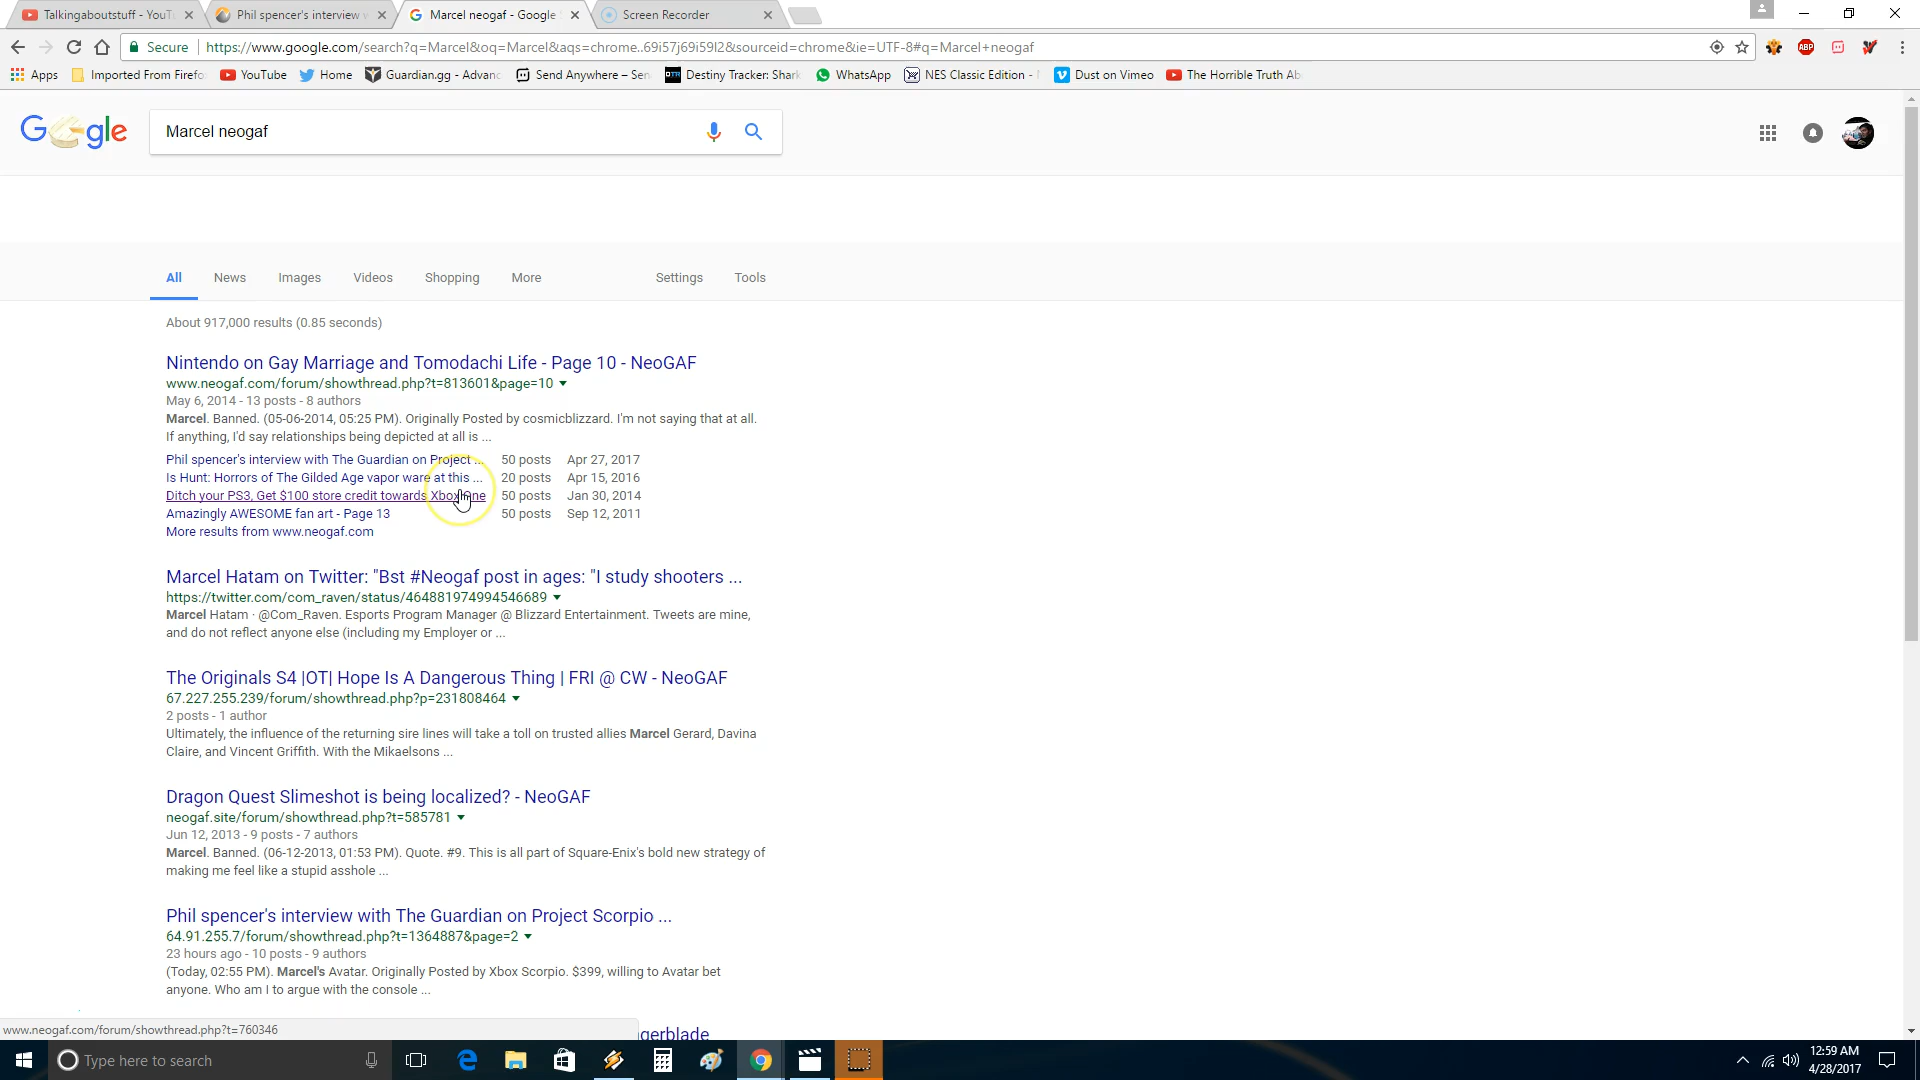 Talkingaboutstuff - YouT
Phil spencer's interview w
Marcel neogaf - Google
Screen Recorder
Secure
https://www.google.com/search?q=Marcel&oq=Marcel&aqs=chrome..69i57j69i59l2&sourceid=chrome&ie=UTF-8#q=Marcel+neogaf
ABP
Apps
Imported From Firefo
YouTube
Home
Guardian.gg - Advanc
Send Anywhere – Sen
DTR
Destiny Tracker: Shark
WhatsApp
NES Classic Edition -
Dust on Vimeo
The Horrible Truth Ab
Google
Marcel neogaf
All
News
Images
Videos
Shopping
More
Settings
Tools
About 917,000 results (0.85 seconds)
Nintendo on Gay Marriage and Tomodachi Life - Page 10 - NeoGAF
www.neogaf.com/forum/showthread.php?t=813601&page=10
May 6, 2014 - 13 posts - 8 authors
Marcel. Banned. (05-06-2014, 05:25 PM). Originally Posted by cosmicblizzard. I'm not saying that at all.
If anything, I'd say relationships being depicted at all is ...
Phil spencer's interview with The Guardian on Project ... 50 posts Apr 27, 2017
Is Hunt: Horrors of The Gilded Age vapor ware at this ... 20 posts Apr 15, 2016
Ditch your PS3, Get $100 store credit towards Xbox One 50 posts Jan 30, 2014
Amazingly AWESOME fan art - Page 13 50 posts Sep 12, 2011
More results from www.neogaf.com
Marcel Hatam on Twitter: "Bst #Neogaf post in ages: "I study shooters ...
https://twitter.com/com_raven/status/464881974994546689
Marcel Hatam · @Com_Raven. Esports Program Manager @ Blizzard Entertainment. Tweets are mine,
and do not reflect anyone else (including my Employer or ...
The Originals S4 |OT| Hope Is A Dangerous Thing | FRI @ CW - NeoGAF
67.227.255.239/forum/showthread.php?p=231808464
2 posts - 1 author
Ultimately, the influence of the returning sire lines will take a toll on trusted allies Marcel Gerard, Davina
Claire, and Vincent Griffith. With the Mikaelsons ...
Dragon Quest Slimeshot is being localized? - NeoGAF
neogaf.site/forum/showthread.php?t=585781
Jun 12, 2013 - 9 posts - 7 authors
Marcel. Banned. (06-12-2013, 01:53 PM). Quote. #9. This is all part of Square-Enix's bold new strategy of
making me feel like a stupid asshole ...
Phil spencer's interview with The Guardian on Project Scorpio ...
64.91.255.7/forum/showthread.php?t=1364887&page=2
23 hours ago - 10 posts - 9 authors
(Today, 02:55 PM). Marcel's Avatar. Originally Posted by Xbox Scorpio. $399, willing to Avatar bet
anyone. Who am I to argue with the console ...
gerblade
www.neogaf.com/forum/showthread.php?t=760346
Type here to search
12:59 AM
4/28/2017